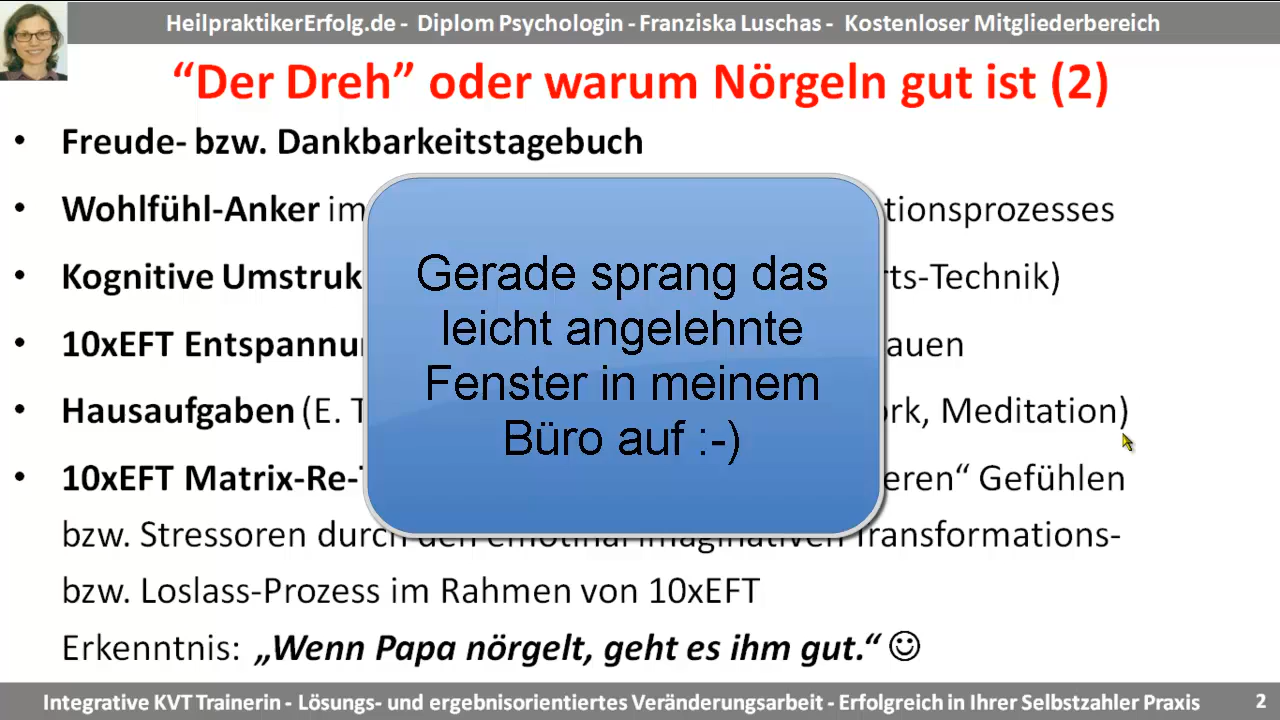 HeilpraktikerErfolg.de - Diplom Psychologin - Franziska Luschas - Kostenloser Mitgliederbereich
“Der Dreh” oder warum Nörgeln gut ist (2)
• Freude- bzw. Dankbarkeitstagebuch
• Wohlfühl-Anker im tionsprozesses
• Kognitive Umstruk rts-Technik)
• 10xEFT Entspannu auen
• Hausaufgaben (E. T rk, Meditation)
• 10xEFT Matrix-Re-T eren“ Gefühlen
bzw. Stressoren durch den emotinal imaginativen Transformations-
bzw. Loslass-Prozess im Rahmen von 10xEFT
Erkenntnis: „Wenn Papa nörgelt, geht es ihm gut.“ ☺
Gerade sprang das
leicht angelehnte
Fenster in meinem
Büro auf :-)
Integrative KVT Trainerin - Lösungs- und ergebnisorientiertes Veränderungsarbeit - Erfolgreich in Ihrer Selbstzahler Praxis 2